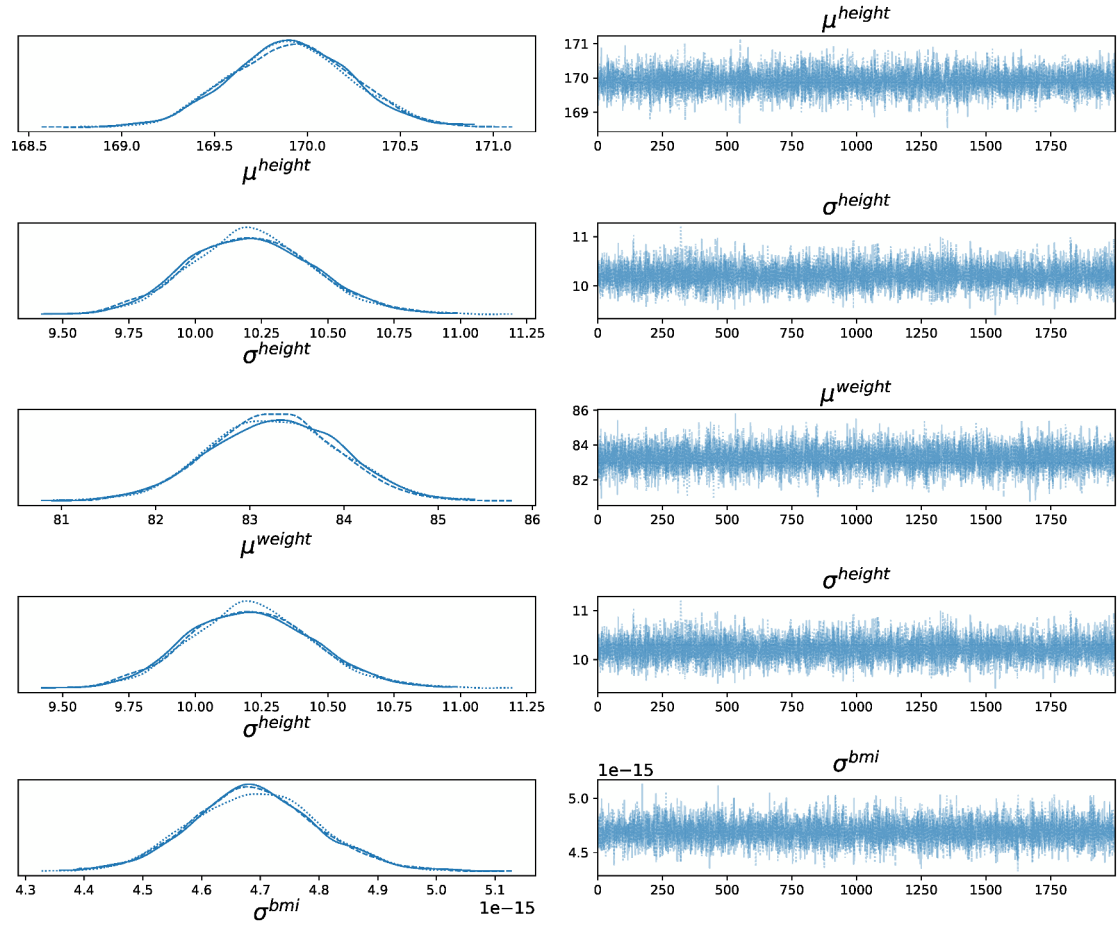 μ^height
171
170
169
168.5 169.0 169.5 170.0 170.5 171.0
0 250 500 750 1000 1250 1500 1750
μ^height
σ^height
11
10
9.50 9.75 10.00 10.25 10.50 10.75 11.00 11.25
0 250 500 750 1000 1250 1500 1750
σ^height
μ^weight
86
84
82
81 82 83 84 85 86
0 250 500 750 1000 1250 1500 1750
μ^weight
σ^height
11
10
9.50 9.75 10.00 10.25 10.50 10.75 11.00 11.25
0 250 500 750 1000 1250 1500 1750
σ^height
σ^bmi
1e−15
5.0
4.5
4.3 4.4 4.5 4.6 4.7 4.8 4.9 5.0 5.1
0 250 500 750 1000 1250 1500 1750
1e−15
σ^bmi